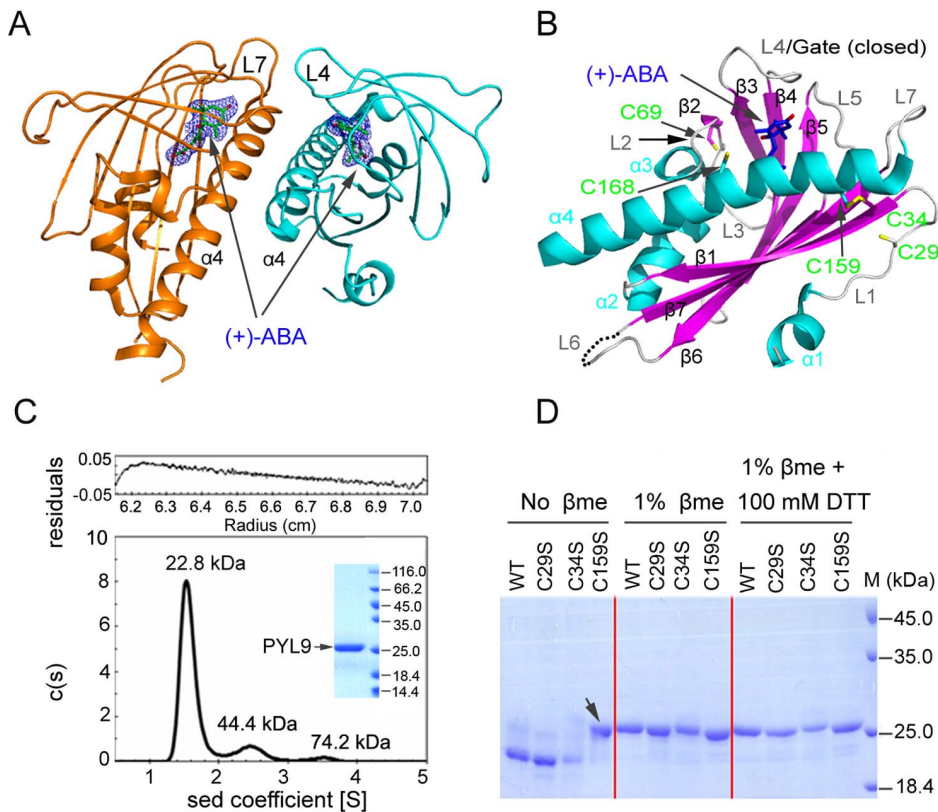 A
L7
L4
α4
α4
(+)-ABA
B
L4/Gate (closed)
(+)-ABA
β3
β4
L5
L7
β2
β5
C69
L2
α3
C168
α4
L3
C34
C29
C159
β1
L1
α2
β7
L6
β6
α1
C
residuals
0.05
-0.05
6.2 6.3 6.4 6.5 6.6 6.7 6.8 6.9 7.0
Radius (cm)
c(s)
10
8
6
4
2
0
22.8 kDa
44.4 kDa
74.2 kDa
PYL9
116.0
66.2
45.0
35.0
25.0
18.4
14.4
1 2 3 4 5
sed coefficient [S]
D
No βme
1% βme
1% βme +
100 mM DTT
WT C29S C34S C159S WT C29S C34S C159S WT C29S C34S C159S M (kDa)
45.0
35.0
25.0
18.4